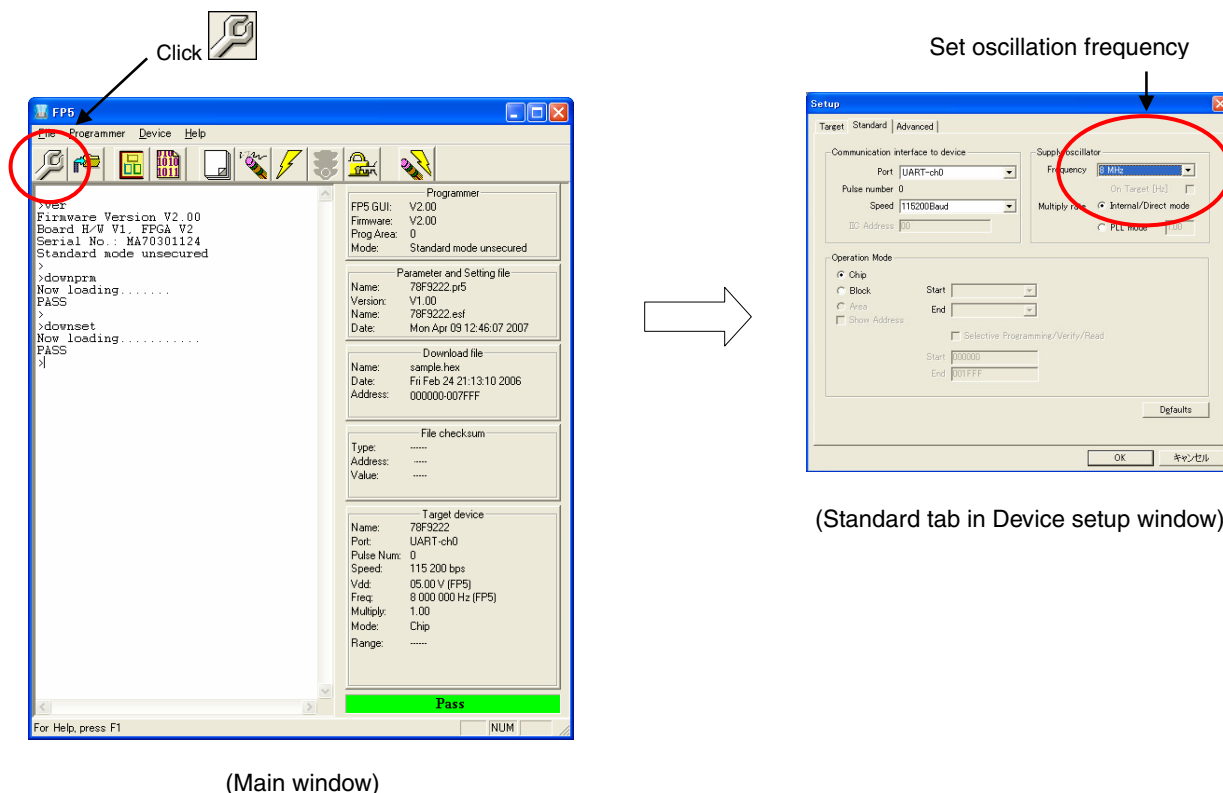 Click
Set oscillation frequency
FP5
File Programmer Device Help
>ver
Firmware Version V2.00
Board H/W V1, FPGA V2
Serial No.: MA70301124
Standard mode unsecured
>
>downprm
Now loading.......
PASS
>
>downset
Now loading...........
PASS
>
Programmer
FP5 GUI: V2.00
Firmware: V2.00
Prog Area: 0
Mode: Standard mode unsecured
Parameter and Setting file
Name: 78F9222.pr5
Version: V1.00
Name: 78F9222.esf
Date: Mon Apr 09 12:46:07 2007
Download file
Name: sample.hex
Date: Fri Feb 24 21:13:10 2006
Address: 000000-007FFF
File checksum
Type: ------
Address: -----
Value: -----
Target device
Name: 78F9222
Port: UART-ch0
Pulse Num: 0
Speed: 115 200 bps
Vdd: 05.00 V (FP5)
Freq: 8 000 000 Hz (FP5)
Multiply: 1.00
Mode: Chip
Range: ------
Pass
For Help, press F1
NUM
(Main window)
Setup
Target Standard Advanced
Communication interface to device
Port UART-ch0
Pulse number 0
Speed 115200Baud
IIC Address 00
Supply oscillator
Frequency 8 MHz
On Target [Hz]
Multiply rate Internal/Direct mode
PLL mode 1.00
Operation Mode
Chip
Block Start
Area End
Show Address
Selective Programming/Verify/Read
Start 000000
End 001FFF
Defaults
OK キャンセル
(Standard tab in Device setup window)